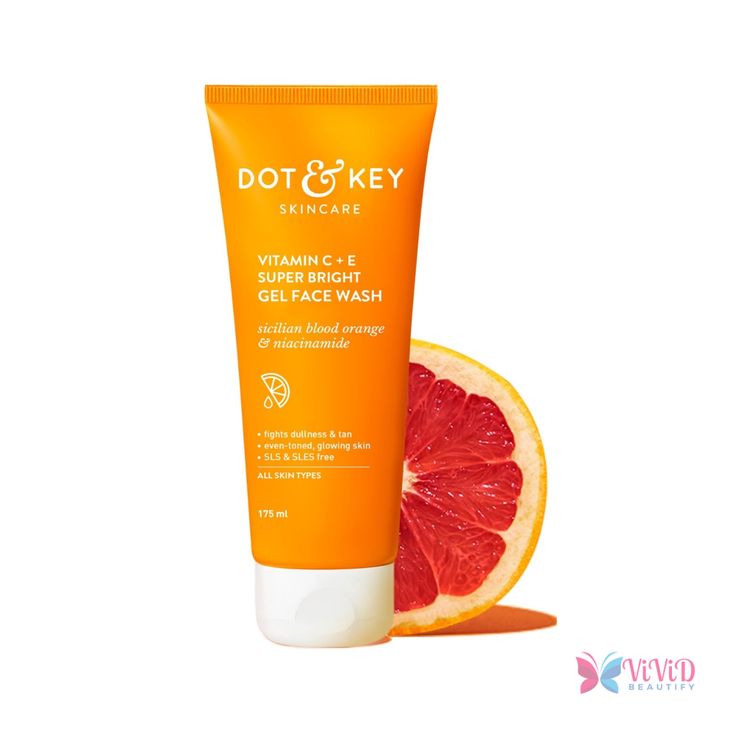 DOT & KEY
SKINCARE
VITAMIN C + E
SUPER BRIGHT
GEL FACE WASH
sicilian blood orange
& niacinamide
• fights dullness & tan
• even-toned, glowing skin
• SLS & SLES free
ALL SKIN TYPES
175 ml
ViViD
BEAUTIFY